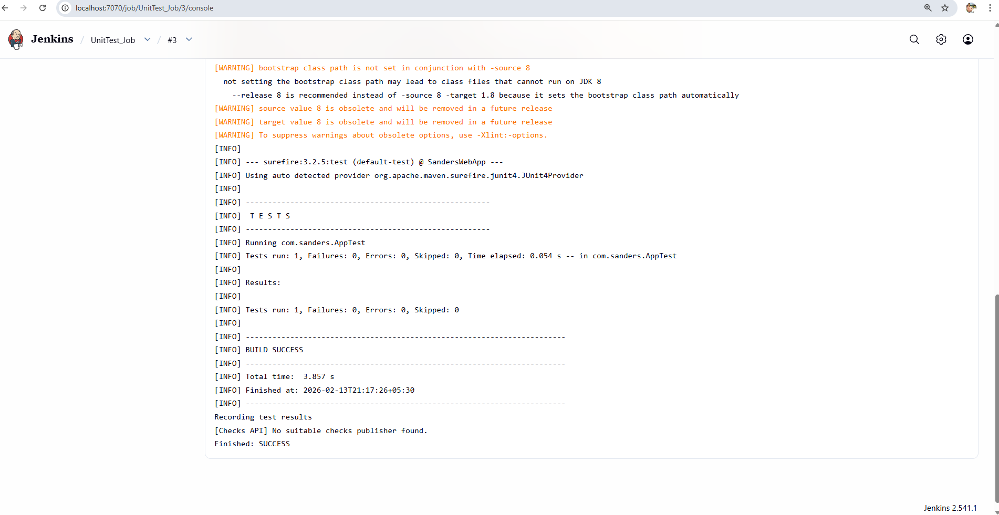 localhost:7070/job/UnitTest_Job/3/console
Jenkins / UnitTest_Job / #3
[WARNING] bootstrap class path is not set in conjunction with -source 8
  not setting the bootstrap class path may lead to class files that cannot run on JDK 8
    --release 8 is recommended instead of -source 8 -target 1.8 because it sets the bootstrap class path automatically
[WARNING] source value 8 is obsolete and will be removed in a future release
[WARNING] target value 8 is obsolete and will be removed in a future release
[WARNING] To suppress warnings about obsolete options, use -Xlint:-options.
[INFO]
[INFO] --- surefire:3.2.5:test (default-test) @ SandersWebApp ---
[INFO] Using auto detected provider org.apache.maven.surefire.junit4.JUnit4Provider
[INFO]
[INFO] -------------------------------------------------------
[INFO]  T E S T S
[INFO] -------------------------------------------------------
[INFO] Running com.sanders.AppTest
[INFO] Tests run: 1, Failures: 0, Errors: 0, Skipped: 0, Time elapsed: 0.054 s -- in com.sanders.AppTest
[INFO]
[INFO] Results:
[INFO]
[INFO] Tests run: 1, Failures: 0, Errors: 0, Skipped: 0
[INFO]
[INFO] ------------------------------------------------------------------------
[INFO] BUILD SUCCESS
[INFO] ------------------------------------------------------------------------
[INFO] Total time:  3.857 s
[INFO] Finished at: 2026-02-13T21:17:26+05:30
[INFO] ------------------------------------------------------------------------
Recording test results
[Checks API] No suitable checks publisher found.
Finished: SUCCESS
Jenkins 2.541.1